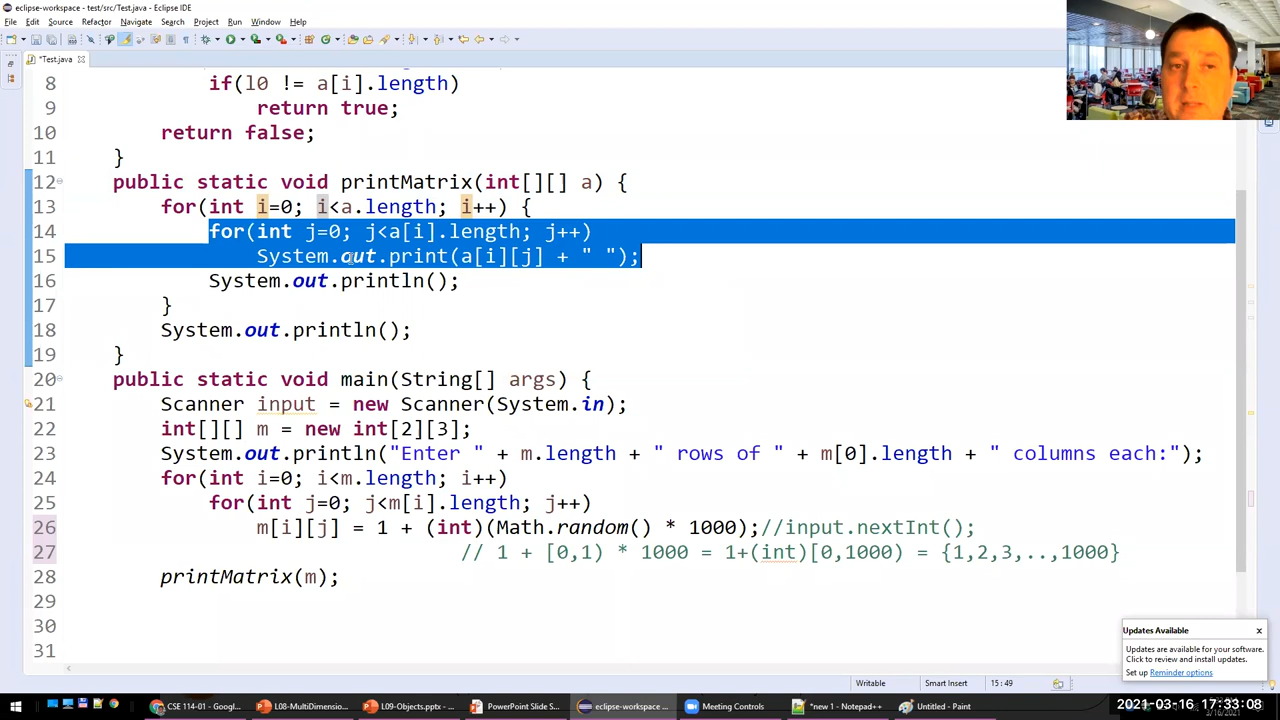 eclipse-workspace - test/src/Test.java - Eclipse IDE
File Edit Source Refactor Navigate Search Project Run Window Help
*Test.java
8 if(l0 != a[i].length)
9 return true;
10 return false;
11 }
12 public static void printMatrix(int[][] a) {
13 for(int i=0; i<a.length; i++) {
14 for(int j=0; j<a[i].length; j++)
15 System.out.print(a[i][j] + " ");
16 System.out.println();
17 }
18 System.out.println();
19 }
20 public static void main(String[] args) {
21 Scanner input = new Scanner(System.in);
22 int[][] m = new int[2][3];
23 System.out.println("Enter " + m.length + " rows of " + m[0].length + " columns each:");
24 for(int i=0; i<m.length; i++)
25 for(int j=0; j<m[i].length; j++)
26 m[i][j] = 1 + (int)(Math.random() * 1000);//input.nextInt();
27 // 1 + [0,1) * 1000 = 1+(int)[0,1000) = {1,2,3,..,1000}
28 printMatrix(m);
29
30
31
Updates Available
Updates are available for your software.
Click to review and install updates.
Set up Reminder options
Writable Smart Insert 15 : 49
CSE 114-01 - Googl... L08-MultiDimensio... L09-Objects.pptx - ... PowerPoint Slide S... eclipse-workspace ... Meeting Controls *new 1 - Notepad++ Untitled - Paint
2021-03-16 17:33:08